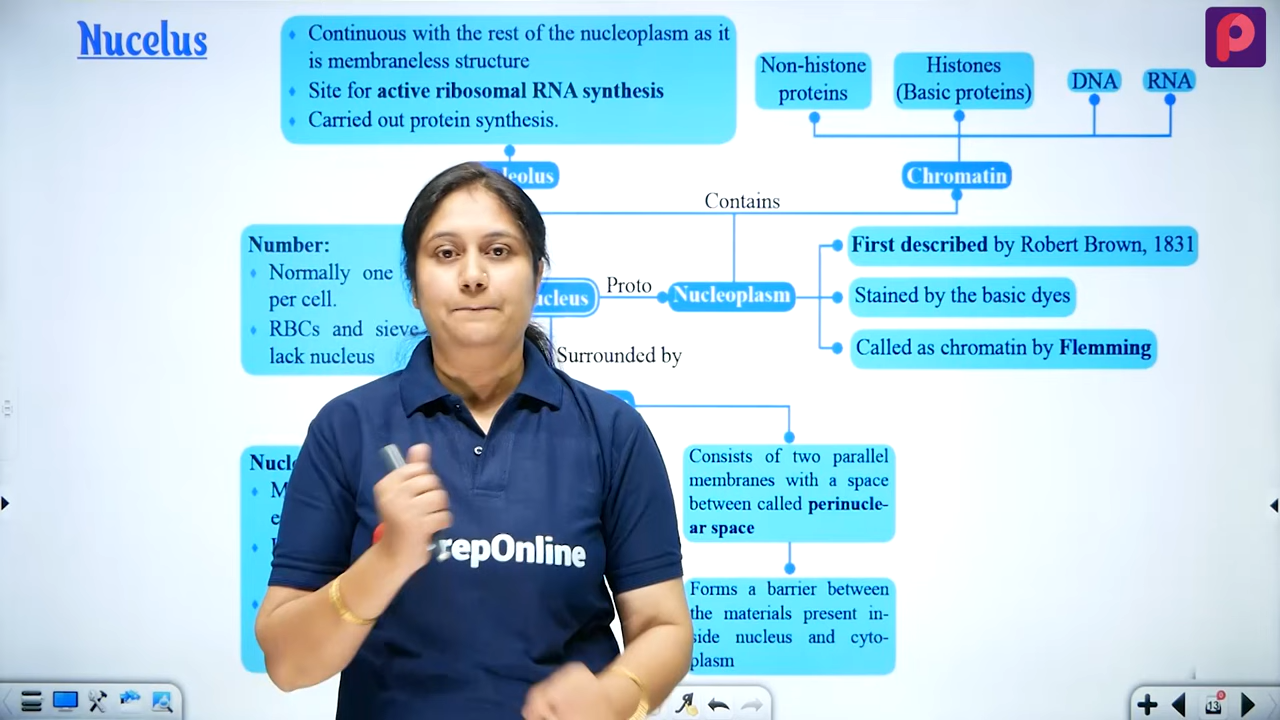 Nucelus
Continuous with the rest of the nucleoplasm as it
is membraneless structure
Site for active ribosomal RNA synthesis
Carried out protein synthesis.
Non-histone
proteins
Histones
(Basic proteins)
DNA
RNA
Chromatin
Contains
Number:
Normally one
per cell.
RBCs and sieve
lack nucleus
Proto
Nucleoplasm
First described by Robert Brown, 1831
Stained by the basic dyes
Called as chromatin by Flemming
Surrounded by
Consists of two parallel
membranes with a space
between called perinucle-
ar space
Forms a barrier between
the materials present in-
side nucleus and cyto-
plasm
repOnline
13